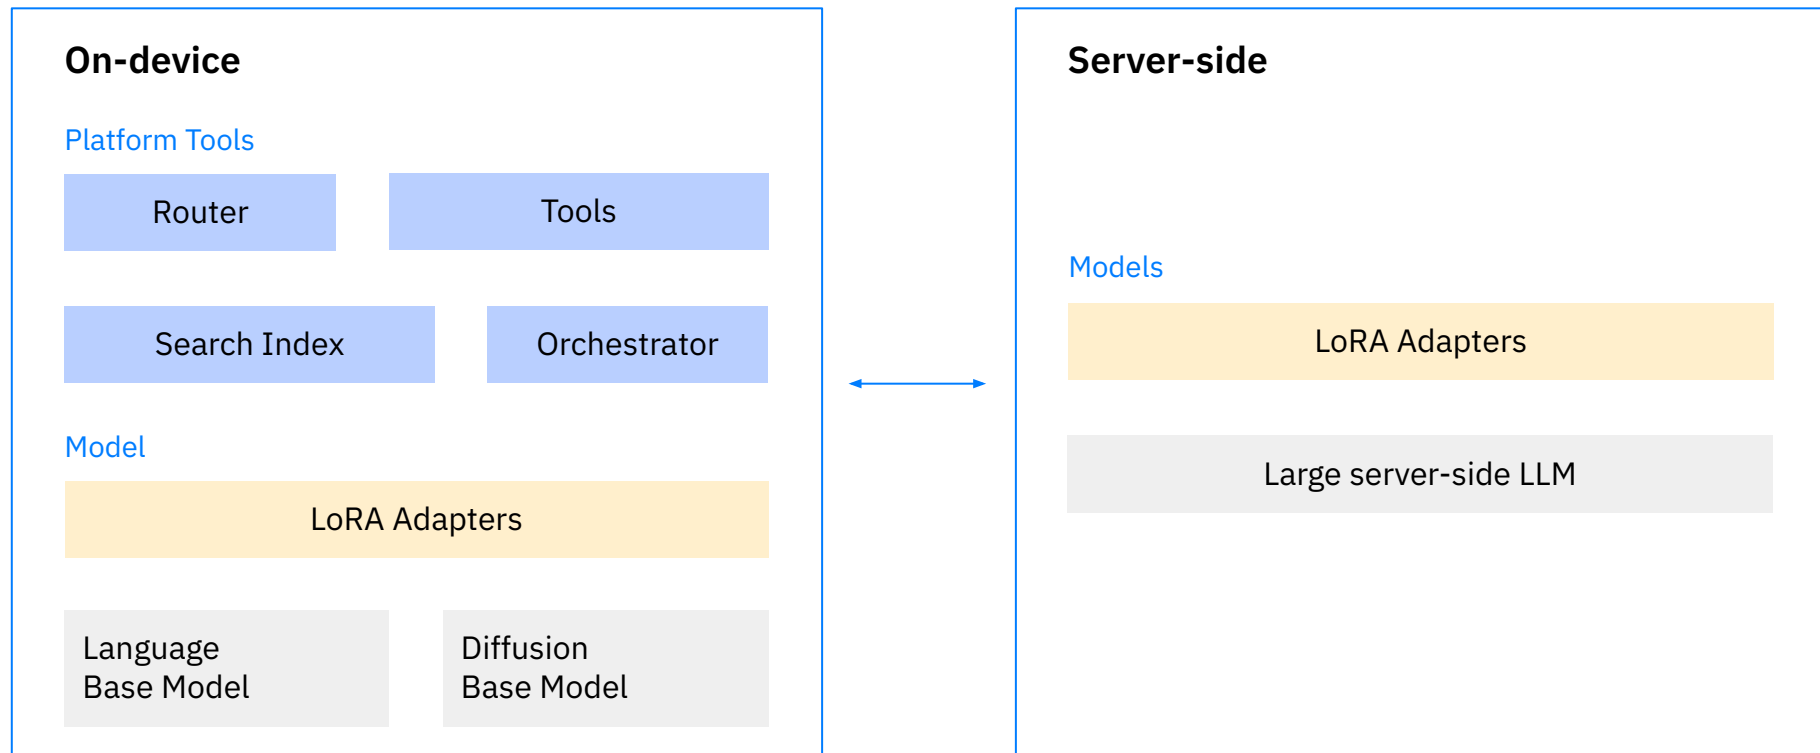 On-device
Platform Tools
Router
Tools
Search Index
Orchestrator
Model
LoRA Adapters
Language
Base Model
Diffusion
Base Model
Server-side
Models
LoRA Adapters
Large server-side LLM